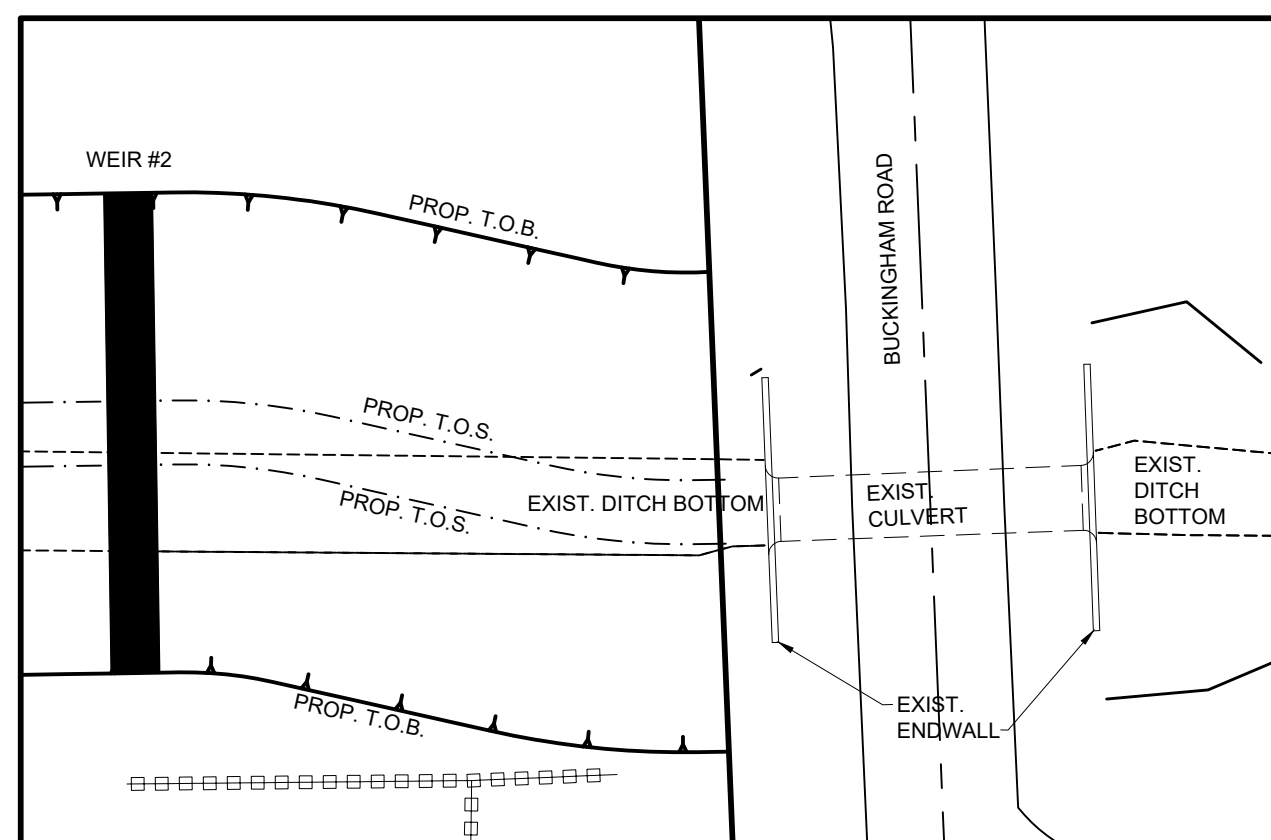 WEIR #2
PROP. T.O.B.
BUCKINGHAM ROAD
PROP. T.O.S.
PROP. T.O.S.
EXIST. DITCH BOTTOM
EXIST.
CULVERT
EXIST.
DITCH
BOTTOM
PROP. T.O.B.
EXIST.
ENDWALL